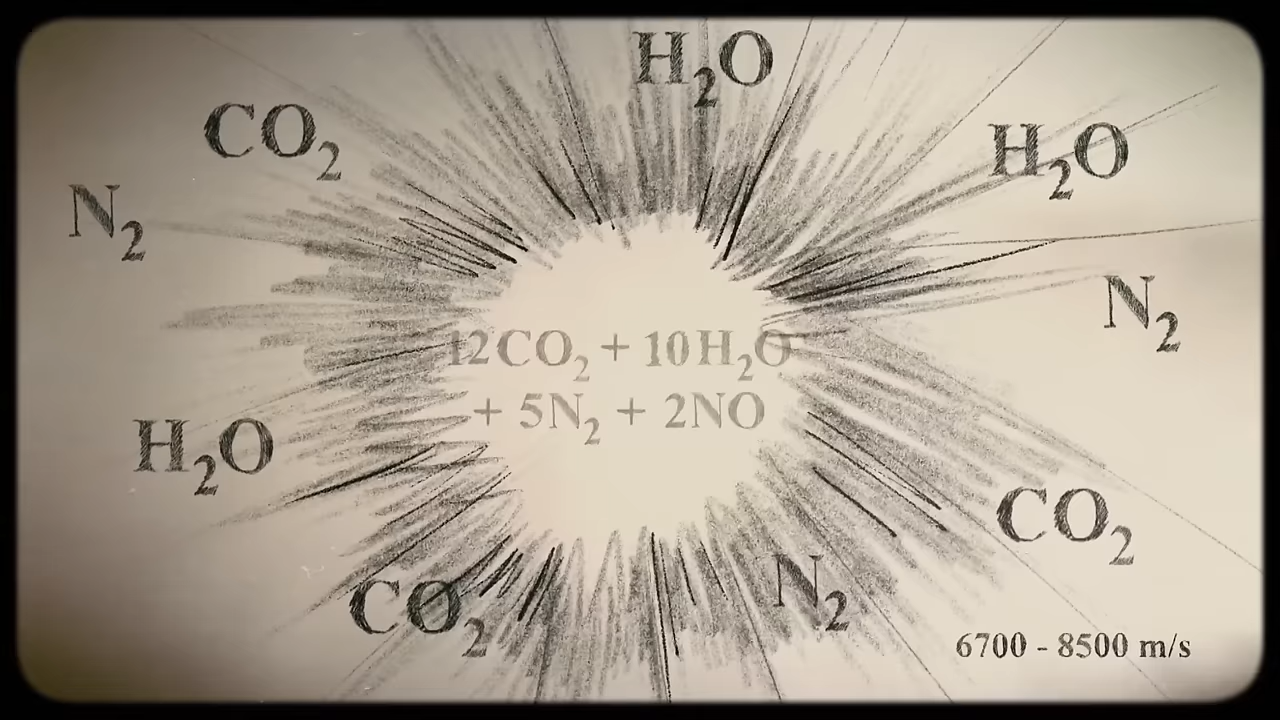 H₂O
CO₂
H₂O
N₂
N₂
12CO₂ + 10H₂O
+ 5N₂ + 2NO
H₂O
CO₂
CO₂
N₂
6700 - 8500 m/s